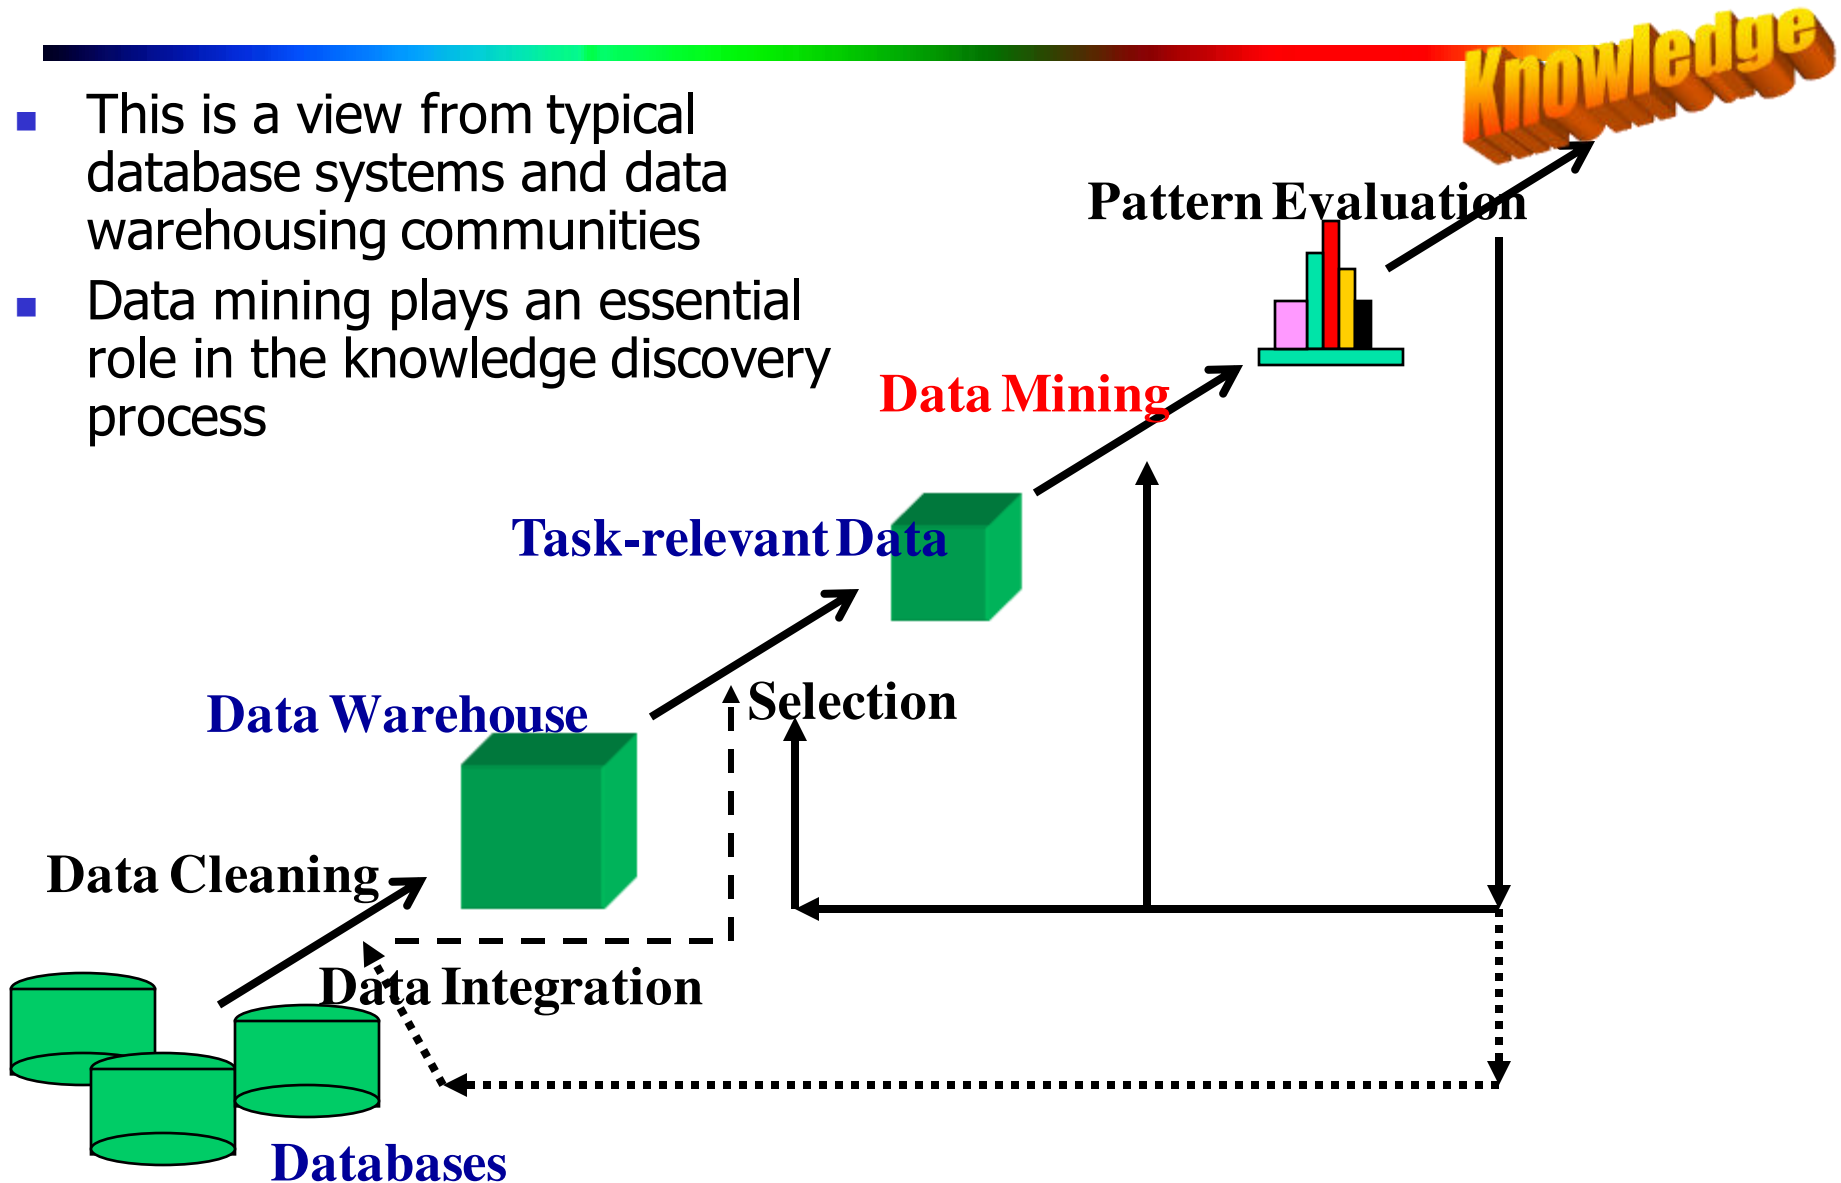 Knowledge
This is a view from typical
database systems and data
warehousing communities
Data mining plays an essential
role in the knowledge discovery
process
Pattern Evaluation
Data Mining
Task-relevant Data
Selection
Data Warehouse
Data Cleaning
Data Integration
Databases